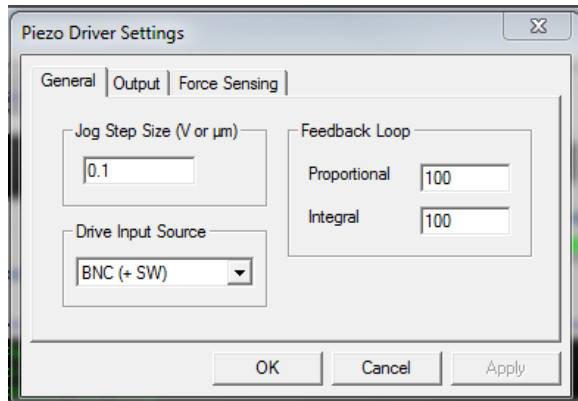 Piezo Driver Settings
General Output Force Sensing
Jog Step Size (V or µm)
0.1
Drive Input Source
BNC (+ SW)
Feedback Loop
Proportional 100
Integral 100
OK Cancel Apply